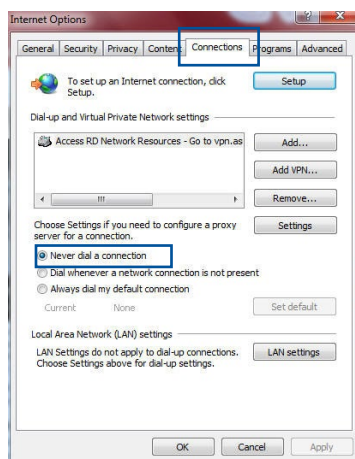 Internet Options
General Security Privacy Content Connections Programs Advanced
To set up an Internet connection, click
Setup.
Setup
Dial-up and Virtual Private Network settings
Access RD Network Resources - Go to vpn.as
Add...
Add VPN...
Remove...
Choose Settings if you need to configure a proxy
server for a connection.
Settings
Never dial a connection
Dial whenever a network connection is not present
Always dial my default connection
Current None
Set default
Local Area Network (LAN) settings
LAN Settings do not apply to dial-up connections.
Choose Settings above for dial-up settings.
LAN settings
OK Cancel Apply